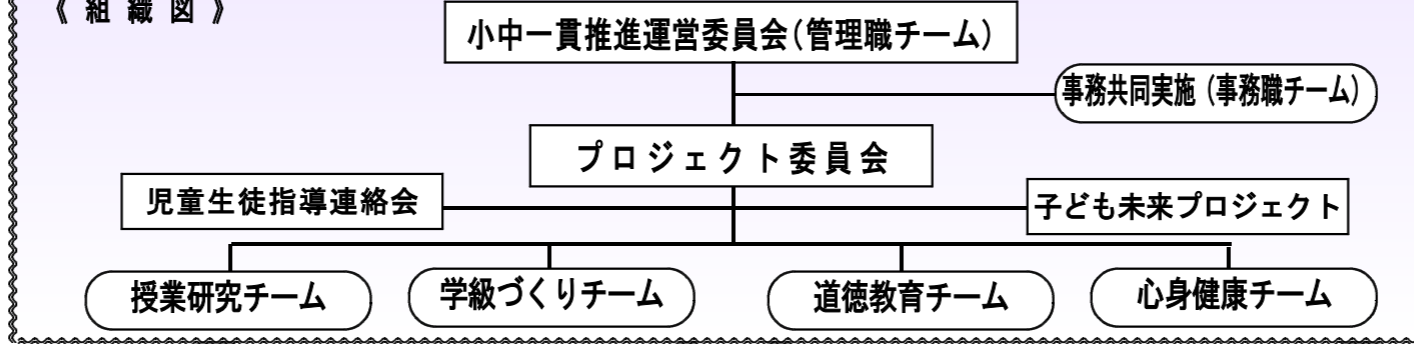 《 組 織 図 》
小中一貫推進運営委員会(管理職チーム)
事務共同実施（事務職チーム）
プロジェクト委員会
児童生徒指導連絡会
子ども未来プロジェクト
授業研究チーム
学級づくりチーム
道徳教育チーム
心身健康チーム